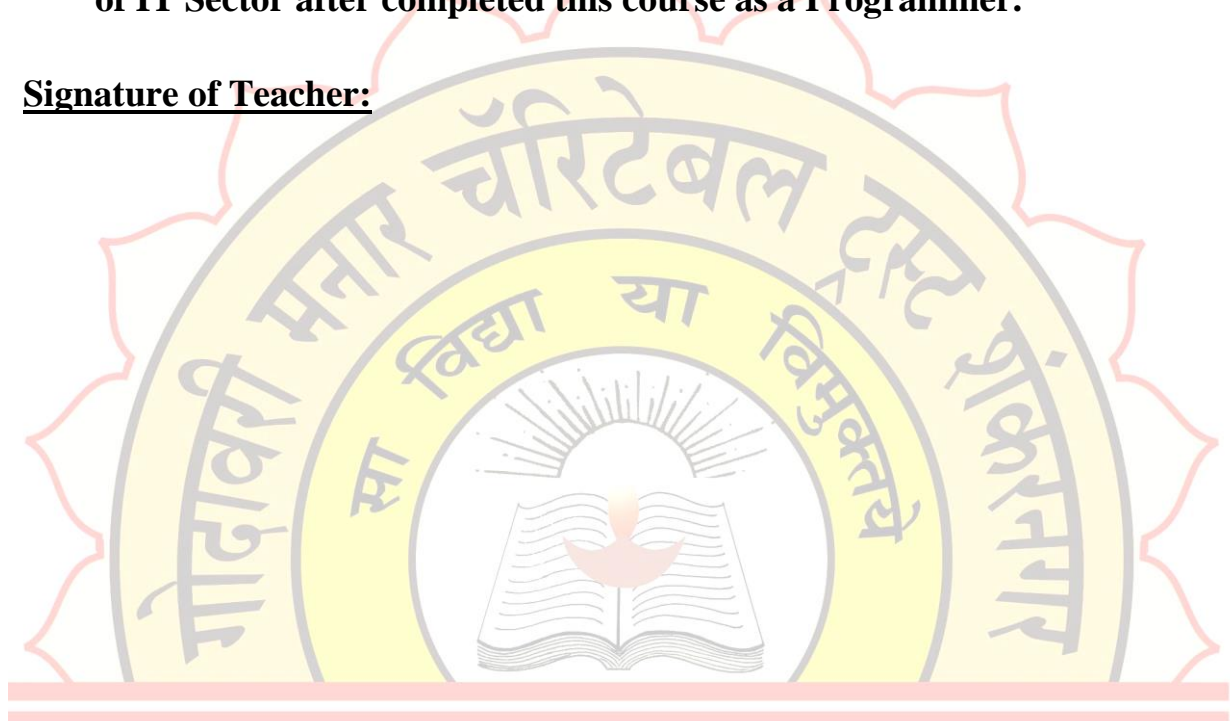 of IT Sector after completed this course as a Programmer.
Signature of Teacher:
गोदावरी मनार चॅरिटेबल ट्रस्ट शंकरनगर
सा विद्या या विमुक्तये